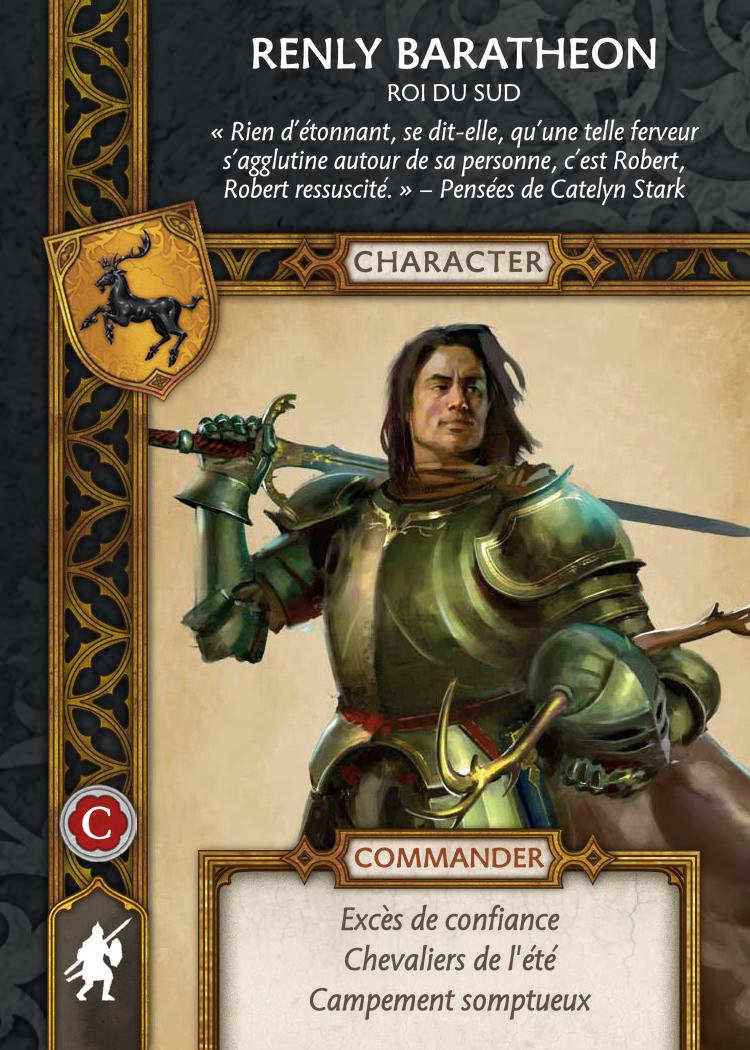 RENLY BARATHEON
ROI DU SUD
« Rien d'étonnant, se dit-elle, qu'une telle ferveur
s'agglutine autour de sa personne, c'est Robert,
Robert ressuscité. » – Pensées de Catelyn Stark
CHARACTER
C
COMMANDER
Excès de confiance
Chevaliers de l'été
Campement somptueux